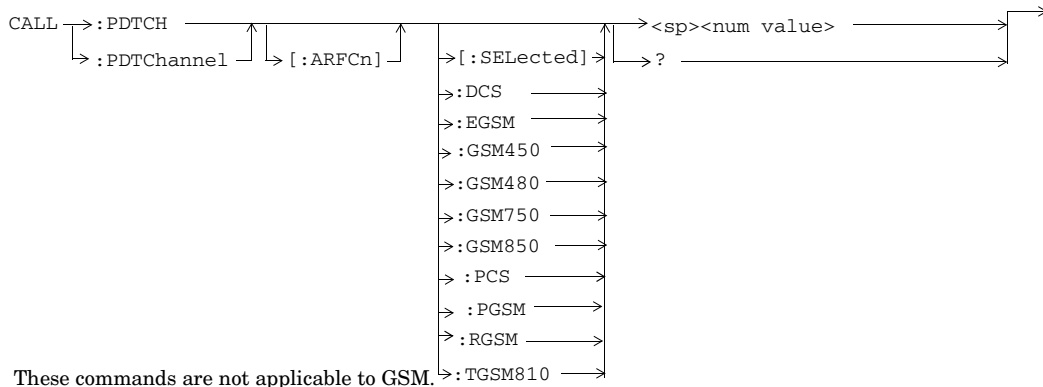 CALL :PDTCH <sp><num value>
:PDTChannel [:ARFCn] [:SELected] ?
:DCS
:EGSM
:GSM450
:GSM480
:GSM750
:GSM850
:PCS
:PGSM
:RGSM
These commands are not applicable to GSM. :TGSM810